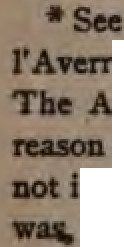 * See
l'Averr
The A
reason
not i
was,